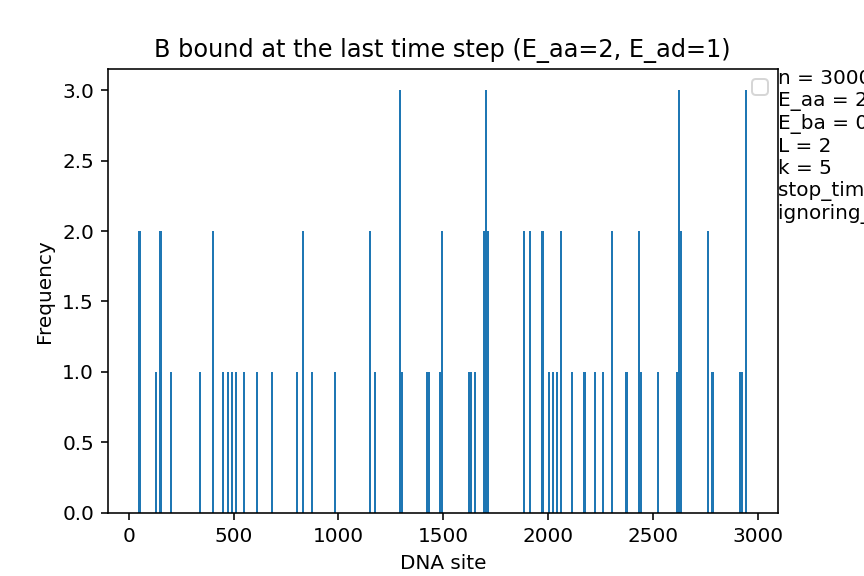 B bound at the last time step (E_aa=2, E_ad=1)
n = 3000
E_aa = 2
E_ba = 0
L = 2
k = 5
stop_tim
ignoring_
3.0
2.5
2.0
1.5
1.0
0.5
0.0
Frequency
0 500 1000 1500 2000 2500 3000
DNA site